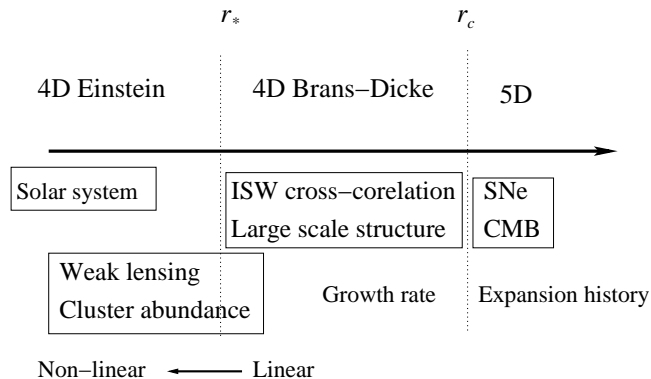 r* rc
4D Einstein 4D Brans−Dicke 5D
Solar system ISW cross−corelation SNe
Large scale structure CMB
Weak lensing
Cluster abundance Growth rate Expansion history
Non−linear Linear